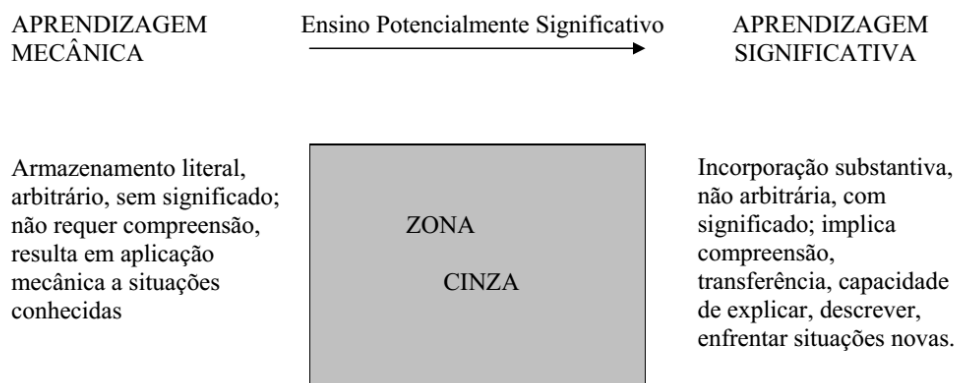 APRENDIZAGEM
MECÂNICA
Ensino Potencialmente Significativo
APRENDIZAGEM
SIGNIFICATIVA
Armazenamento literal,
arbitrário, sem significado;
não requer compreensão,
resulta em aplicação
mecânica a situações
conhecidas
ZONA
CINZA
Incorporação substantiva,
não arbitrária, com
significado; implica
compreensão,
transferência, capacidade
de explicar, descrever,
enfrentar situações novas.